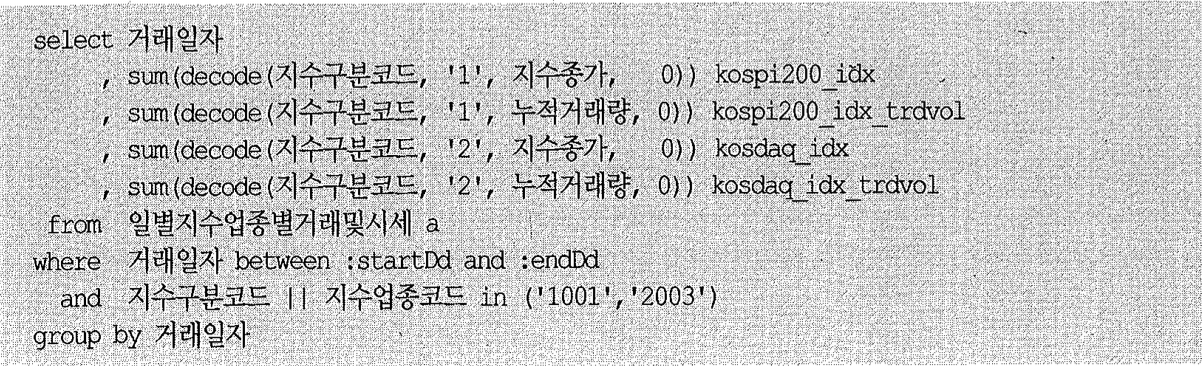 select 거래일자
, sum(decode(지수구분코드, '1', 지수종가, 0)) kospi200_idx
, sum(decode(지수구분코드, '1', 누적거래량, 0)) kospi200_idx_trdvol
, sum(decode(지수구분코드, '2', 지수종가, 0)) kosdaq_idx
, sum(decode(지수구분코드, '2', 누적거래량, 0)) kosdaq_idx_trdvol
from 일별지수업종별거래및시세 a
where 거래일자 between :startDd and :endDd
and 지수구분코드 || 지수업종코드 in ('1001','2003')
group by 거래일자